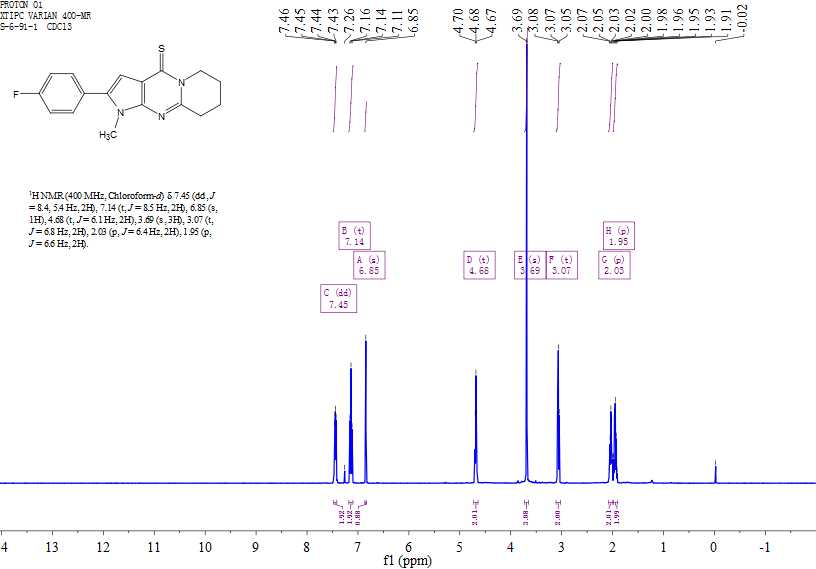 PROTON 01
XTIPC VARIAN 400-MR
S-6-91-1 CDCl3
7.46
7.45
7.44
7.43
7.26
7.16
7.14
7.11
6.85
4.70
4.68
4.67
3.69
3.08
3.07
3.05
2.07
2.05
2.03
2.02
2.00
1.98
1.96
1.95
1.93
1.91
-0.02
S
F
N
N
N
H₃C
¹H NMR (400 MHz, Chloroform-d) δ 7.45 (dd, J
= 8.4, 5.4 Hz, 2H), 7.14 (t, J = 8.5 Hz, 2H), 6.85 (s,
1H), 4.68 (t, J = 6.1 Hz, 2H), 3.69 (s, 3H), 3.07 (t,
J = 6.8 Hz, 2H), 2.03 (p, J = 6.4 Hz, 2H), 1.95 (p,
J = 6.6 Hz, 2H).
B (t)
7.14
H (p)
1.95
A (s)
6.85
D (t)
4.68
E (s)
3.69
F (t)
3.07
G (p)
2.03
C (dd)
7.45
1.92
1.92
0.88
2.01
3.08
2.00
2.01
1.99
4 13 12 11 10 9 8 7 6 5 4 3 2 1 0 -1
f1 (ppm)